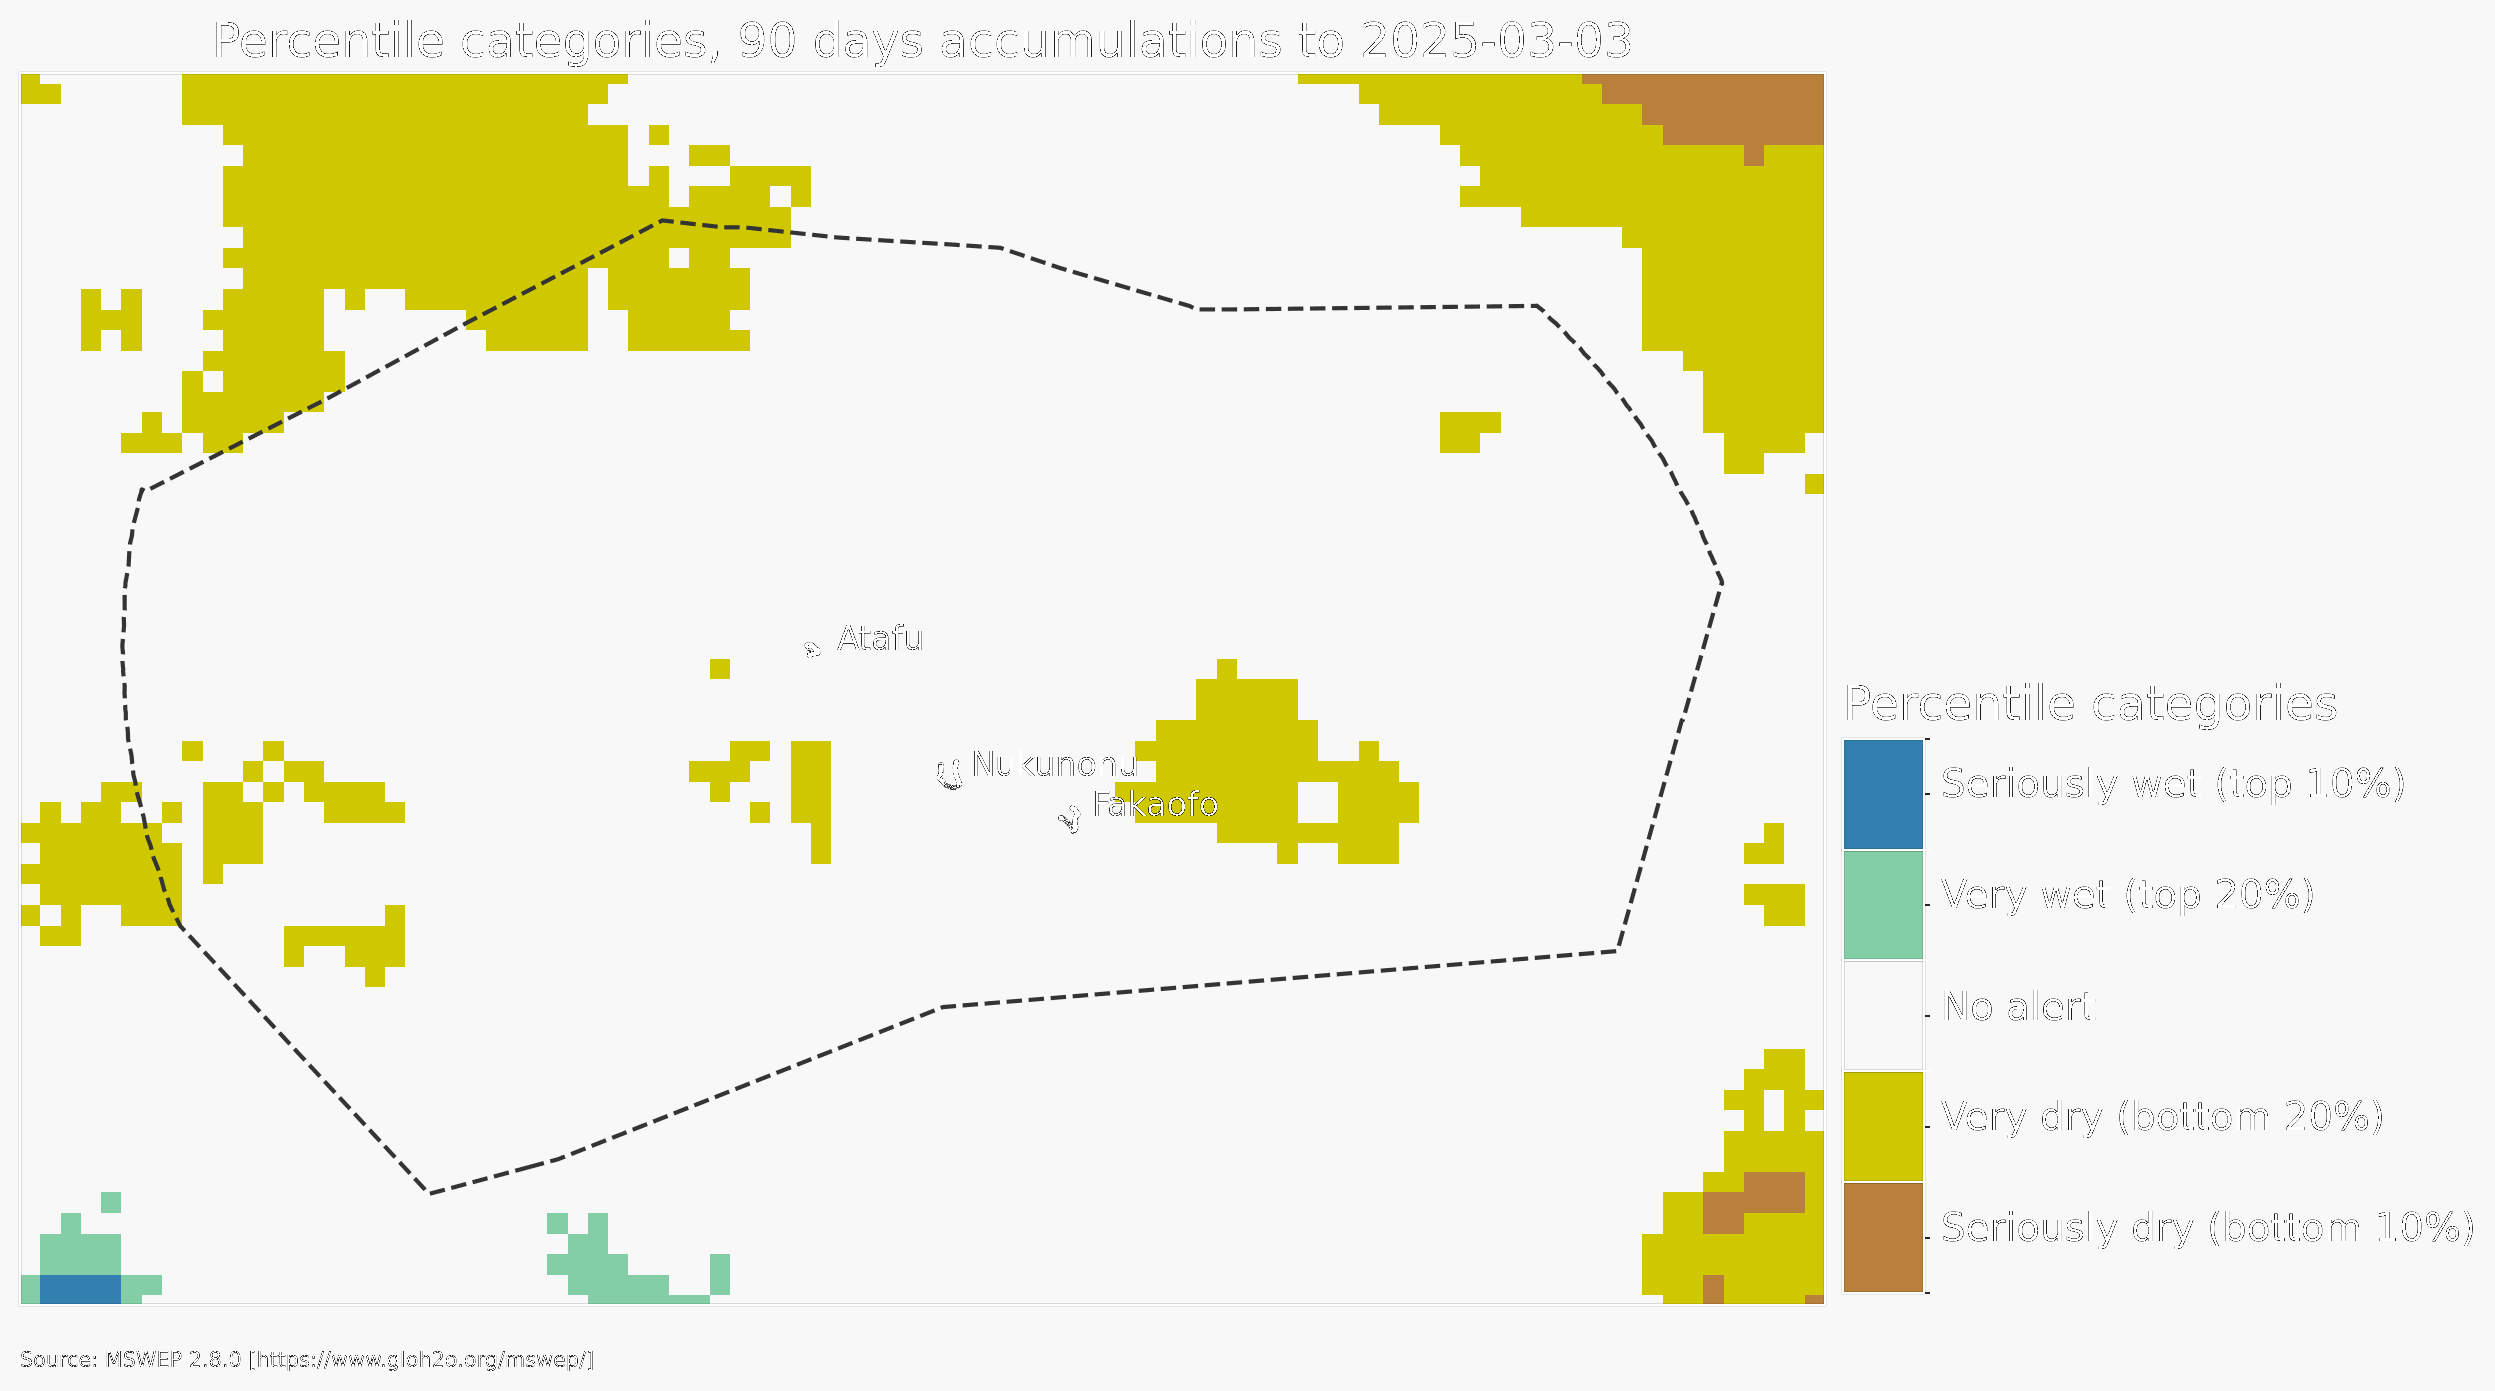 Percentile categories, 90 days accumulations to 2025-03-03
Atafu
Nukunonu
Fakaofo
Percentile categories
Seriously wet (top 10%)
Very wet (top 20%)
No alert
Very dry (bottom 20%)
Seriously dry (bottom 10%)
Source: MSWEP 2.8.0 [https://www.gloh2o.org/mswep/]